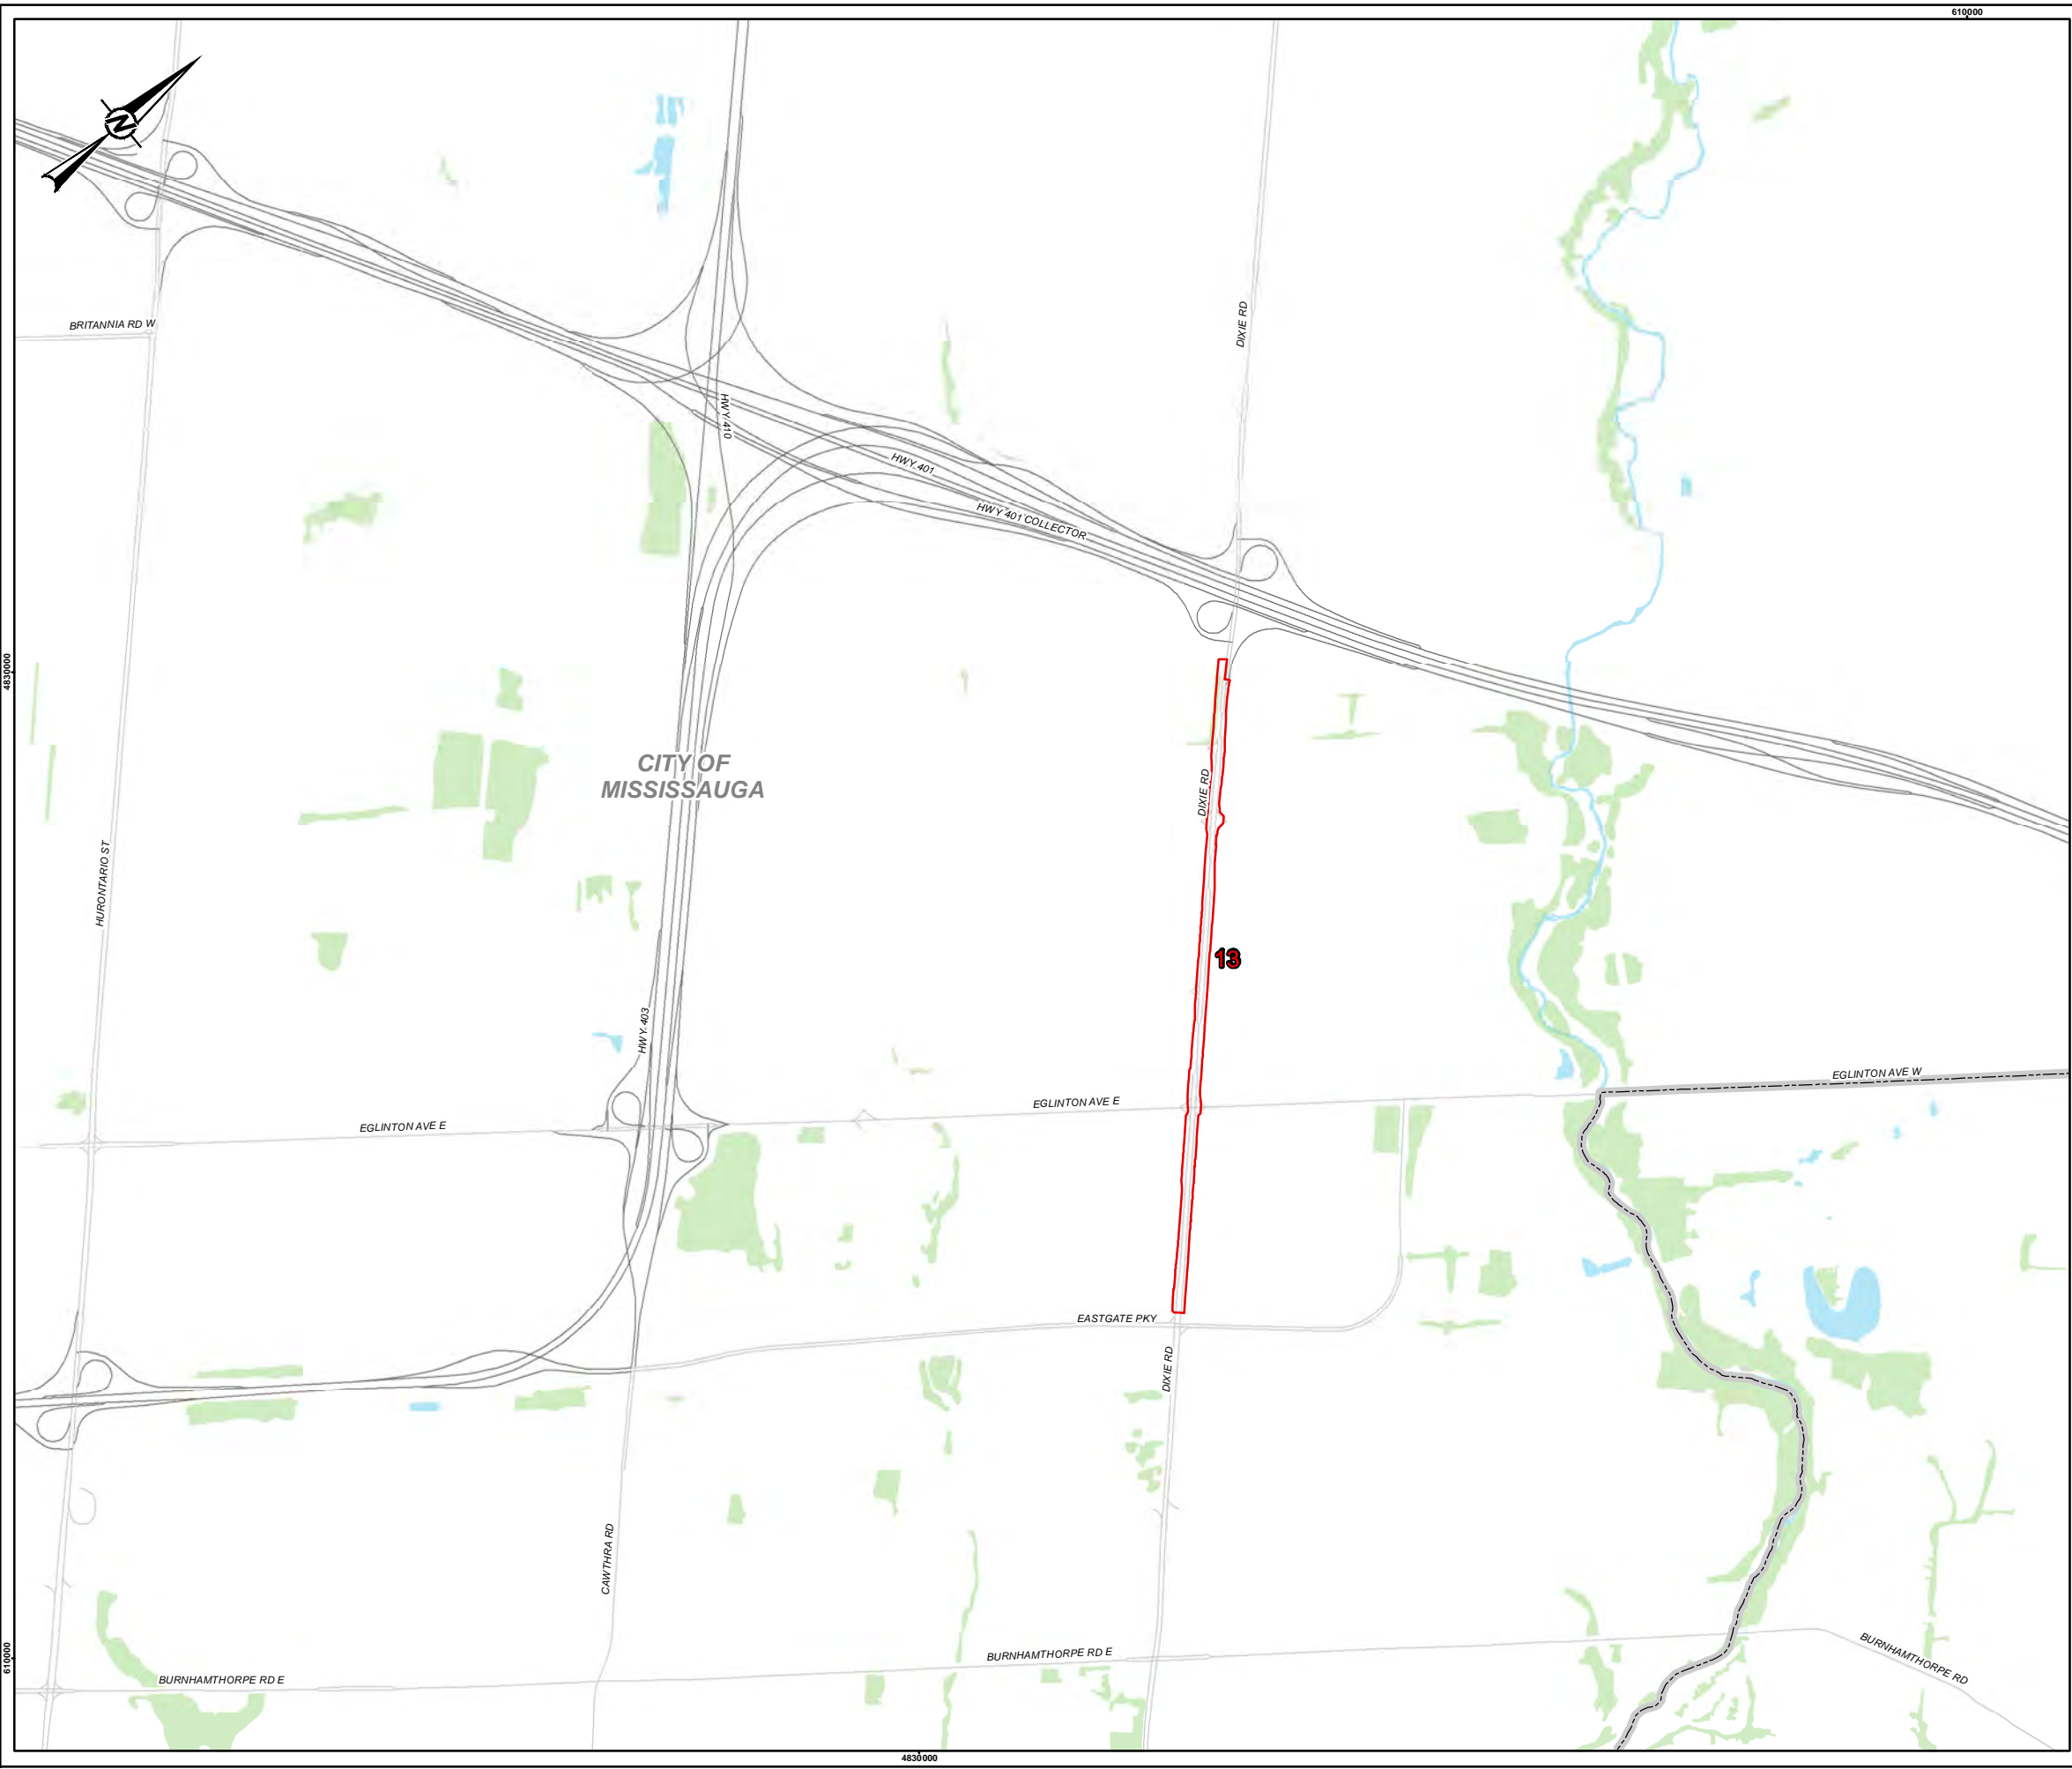 610000
N
BRITANNIA RD W
DIXIE RD
HWY 410
HWY 401
HWY 401 COLLECTOR
4830000
CITY OF
MISSISSAUGA
DIXIE RD
HURONTARIO ST
13
HWY 403
EGLINTON AVE W
EGLINTON AVE E
EGLINTON AVE E
EASTGATE PKY
DIXIE RD
CAWTHRA RD
610000
BURNHAMTHORPE RD E
BURNHAMTHORPE RD
BURNHAMTHORPE RD E
4830000